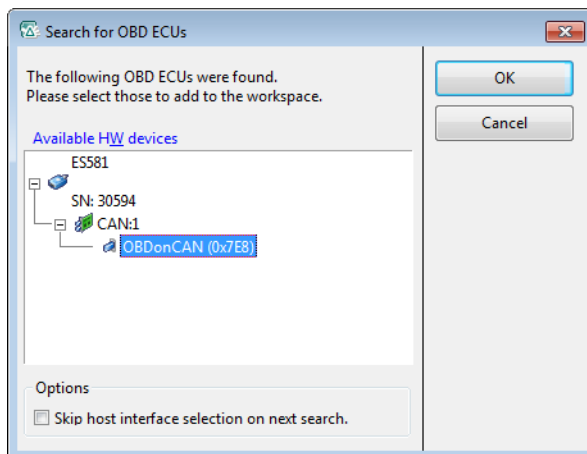 Search for OBD ECUs
The following OBD ECUs were found.
Please select those to add to the workspace.
Available HW devices
ES581
SN: 30594
CAN:1
OBDonCAN (0x7E8)
Options
Skip host interface selection on next search.
OK
Cancel